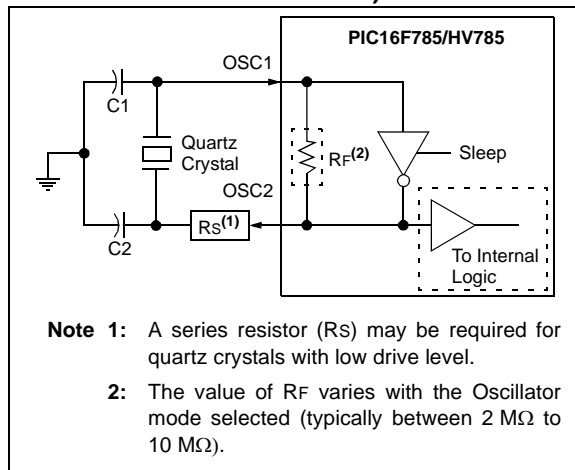 PIC16F785/HV785
OSC1
C1
Quartz
Crystal
RF(2)
Sleep
OSC2
C2
RS(1)
To Internal
Logic
Note 1: A series resistor (RS) may be required for
quartz crystals with low drive level.
2: The value of RF varies with the Oscillator
mode selected (typically between 2 MΩ to
10 MΩ).